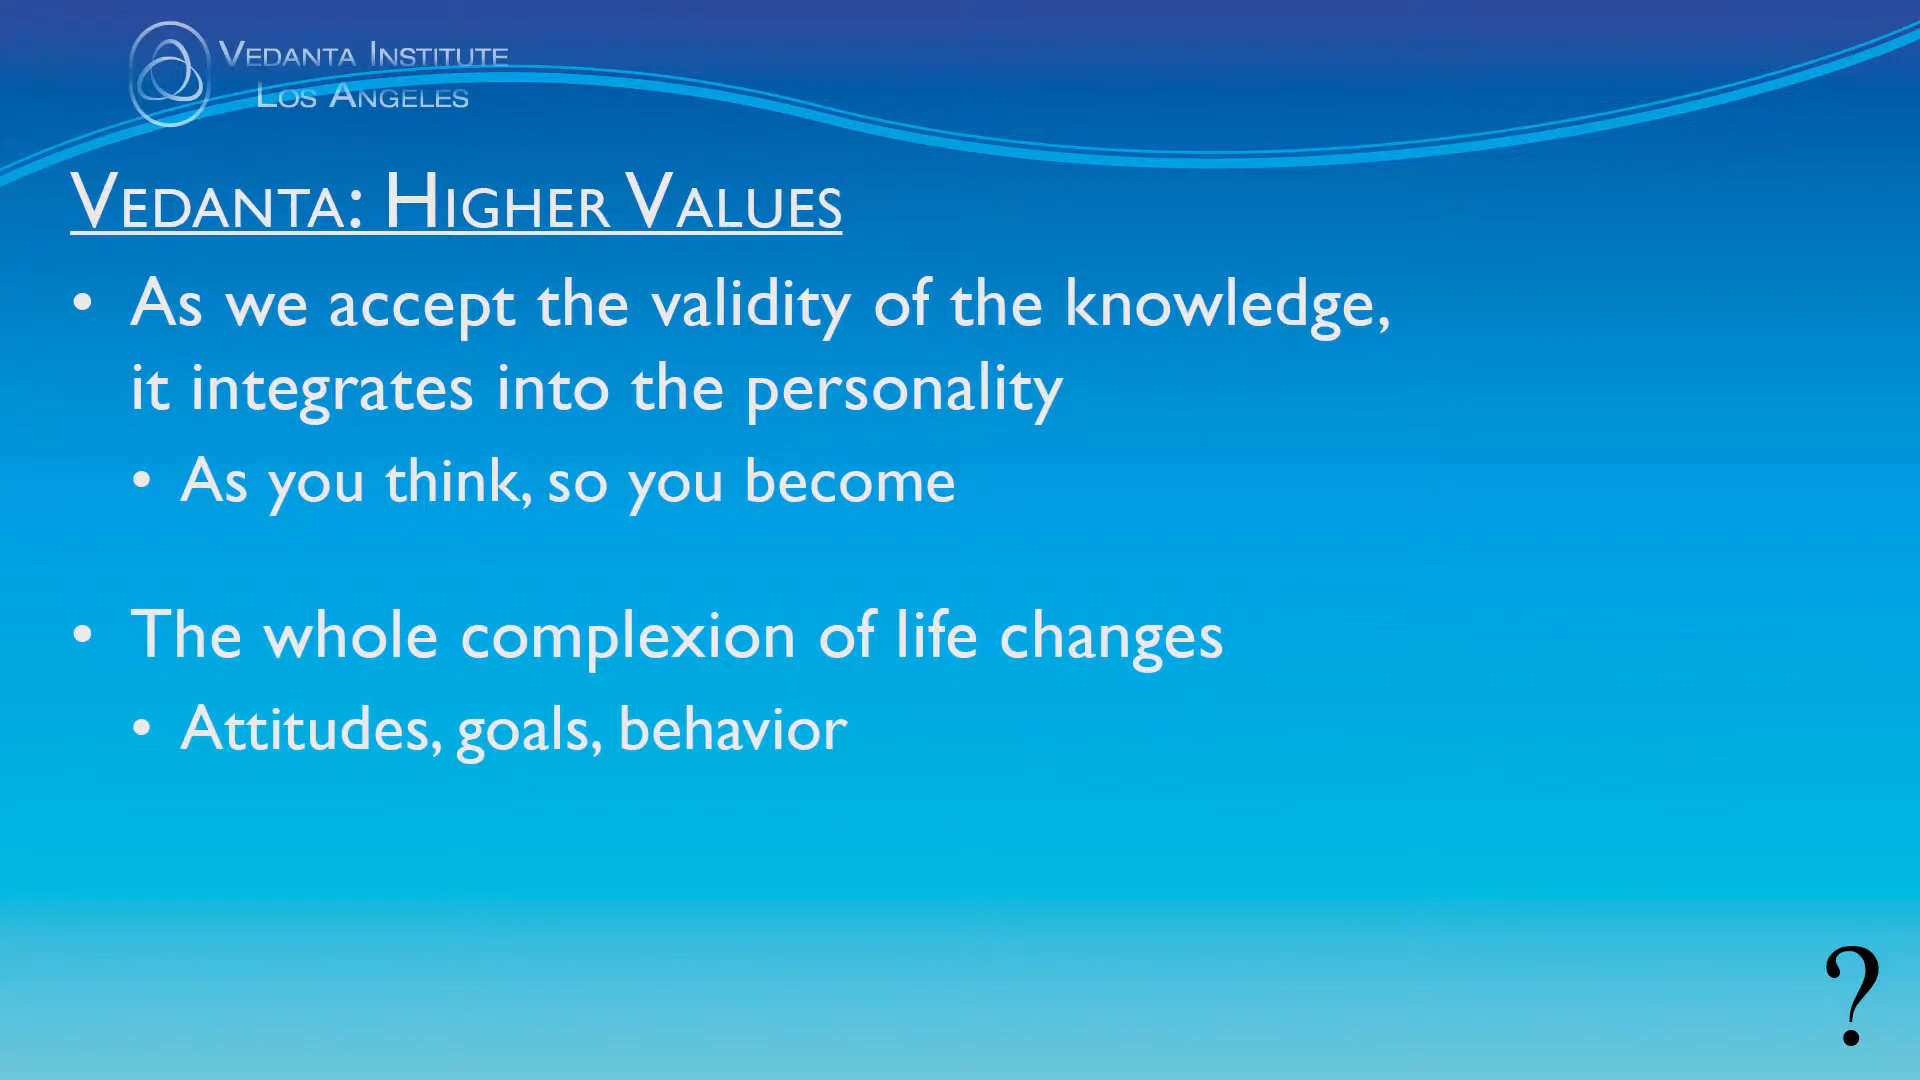 Vedanta Institute
Los Angeles
Vedanta: Higher Values
• As we accept the validity of the knowledge,
it integrates into the personality
• As you think, so you become
• The whole complexion of life changes
• Attitudes, goals, behavior
?